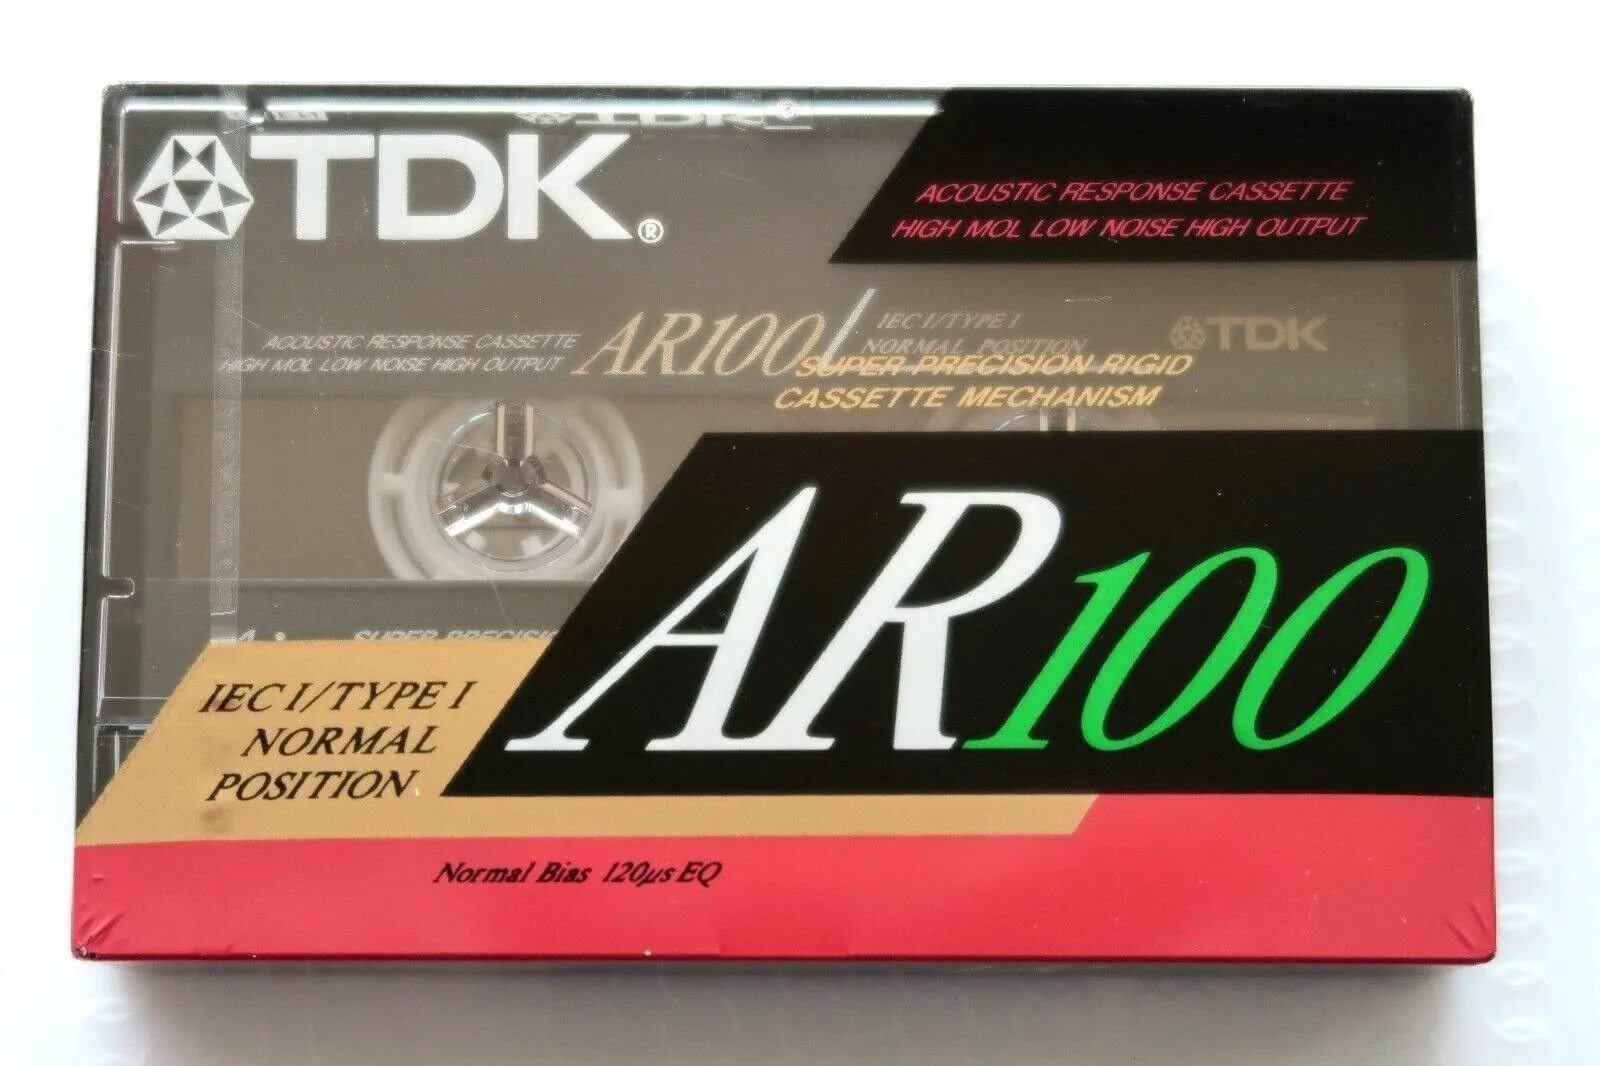 TDK®
ACOUSTIC RESPONSE CASSETTE
HIGH MOL LOW NOISE HIGH OUTPUT
ACOUSTIC RESPONSE CASSETTE
HIGH MOL LOW NOISE HIGH OUTPUT
AR100
IEC I/TYPE I
NORMAL POSITION
TDK
SUPER PRECISION RIGID
CASSETTE MECHANISM
AR100
IEC I/TYPE I
NORMAL
POSITION
Normal Bias 120µs EQ